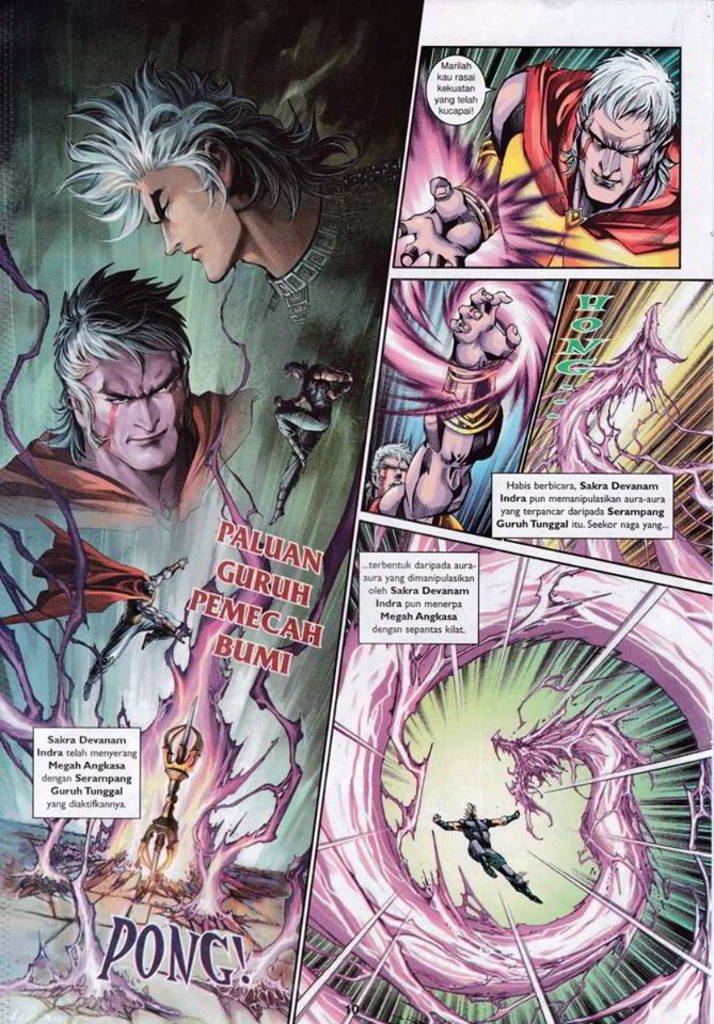 PALUAN
GURUH
PEMECAH
BUMI
Sakra Devanam
Indra telah menyerang
Megah Angkasa
dengan Serampang
Guruh Tunggal
yang diaktifkannya.
PONG!
Marilah
kau rasai
kekuatan
yang telah
kucapai!
HONG...
Habis berbicara, Sakra Devanam
Indra pun memanipulasikan aura-aura
yang terpancar daripada Serampang
Guruh Tunggal itu. Seekor naga yang...
...terbentuk daripada aura-
aura yang dimanipulasikan
oleh Sakra Devanam
Indra pun menerpa
Megah Angkasa
dengan sepantas kilat.
10